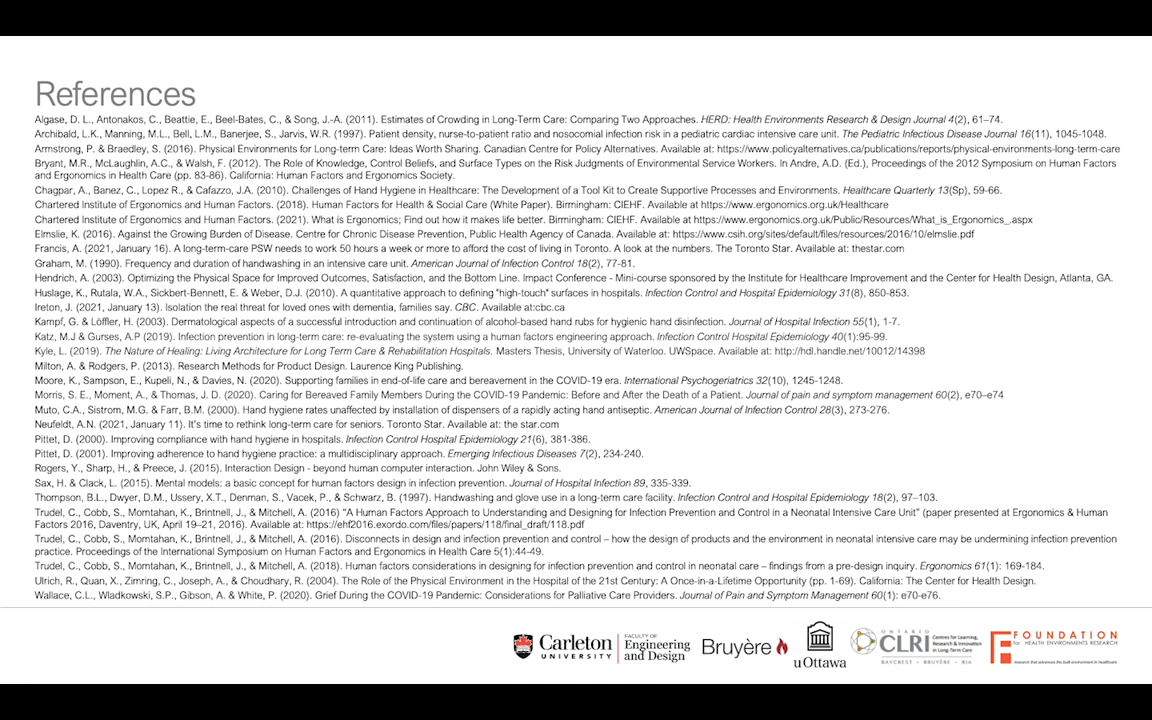 References
Algase, D. L., Antonakos, C., Beattie, E., Beel-Bates, C., & Song, J.-A. (2011). Estimates of Crowding in Long-Term Care: Comparing Two Approaches. HERD: Health Environments Research & Design Journal 4(2), 61–74.
Archibald, L.K., Manning, M.L., Bell, L.M., Banerjee, S., Jarvis, W.R. (1997). Patient density, nurse-to-patient ratio and nosocomial infection risk in a pediatric cardiac intensive care unit. The Pediatric Infectious Disease Journal 16(11), 1045-1048.
Armstrong, P. & Braedley, S. (2016). Physical Environments for Long-term Care: Ideas Worth Sharing. Canadian Centre for Policy Alternatives. Available at: https://www.policyalternatives.ca/publications/reports/physical-environments-long-term-care
Bryant, M.R., McLaughlin, A.C., & Walsh, F. (2012). The Role of Knowledge, Control Beliefs, and Surface Types on the Risk Judgments of Environmental Service Workers. In Andre, A.D. (Ed.), Proceedings of the 2012 Symposium on Human Factors
and Ergonomics in Health Care (pp. 83-86). California: Human Factors and Ergonomics Society.
Chagpar, A., Banez, C., Lopez R., & Cafazzo, J.A. (2010). Challenges of Hand Hygiene in Healthcare: The Development of a Tool Kit to Create Supportive Processes and Environments. Healthcare Quarterly 13(Sp), 59-66.
Chartered Institute of Ergonomics and Human Factors. (2018). Human Factors for Health & Social Care (White Paper). Birmingham: CIEHF. Available at https://www.ergonomics.org.uk/Healthcare
Chartered Institute of Ergonomics and Human Factors. (2021). What is Ergonomics; Find out how it makes life better. Birmingham: CIEHF. Available at https://www.ergonomics.org.uk/Public/Resources/What_is_Ergonomics_.aspx
Elmslie, K. (2016). Against the Growing Burden of Disease. Centre for Chronic Disease Prevention, Public Health Agency of Canada. Available at: https://www.csih.org/sites/default/files/resources/2016/10/elmslie.pdf
Francis, A. (2021, January 16). A long-term-care PSW needs to work 50 hours a week or more to afford the cost of living in Toronto. A look at the numbers. The Toronto Star. Available at: thestar.com
Graham, M. (1990). Frequency and duration of handwashing in an intensive care unit. American Journal of Infection Control 18(2), 77-81.
Hendrich, A. (2003). Optimizing the Physical Space for Improved Outcomes, Satisfaction, and the Bottom Line. Impact Conference - Mini-course sponsored by the Institute for Healthcare Improvement and the Center for Health Design, Atlanta, GA.
Huslage, K., Rutala, W.A., Sickbert-Bennett, E. & Weber, D.J. (2010). A quantitative approach to defining "high-touch" surfaces in hospitals. Infection Control and Hospital Epidemiology 31(8), 850-853.
Ireton, J. (2021, January 13). Isolation the real threat for loved ones with dementia, families say. CBC. Available at:cbc.ca
Kampf, G. & Löffler, H. (2003). Dermatological aspects of a successful introduction and continuation of alcohol-based hand rubs for hygienic hand disinfection. Journal of Hospital Infection 55(1), 1-7.
Katz, M.J & Gurses, A.P (2019). Infection prevention in long-term care: re-evaluating the system using a human factors engineering approach. Infection Control Hospital Epidemiology 40(1):95-99.
Kyle, L. (2019). The Nature of Healing: Living Architecture for Long Term Care & Rehabilitation Hospitals. Masters Thesis, University of Waterloo. UWSpace. Available at: http://hdl.handle.net/10012/14398
Milton, A. & Rodgers, P. (2013). Research Methods for Product Design. Laurence King Publishing.
Moore, K., Sampson, E., Kupeli, N., & Davies, N. (2020). Supporting families in end-of-life care and bereavement in the COVID-19 era. International Psychogeriatrics 32(10), 1245-1248.
Morris, S. E., Moment, A., & Thomas, J. D. (2020). Caring for Bereaved Family Members During the COVID-19 Pandemic: Before and After the Death of a Patient. Journal of pain and symptom management 60(2), e70–e74
Muto, C.A., Sistrom, M.G. & Farr, B.M. (2000). Hand hygiene rates unaffected by installation of dispensers of a rapidly acting hand antiseptic. American Journal of Infection Control 28(3), 273-276.
Neufeldt, A.N. (2021, January 11). It's time to rethink long-term care for seniors. Toronto Star. Available at: the star.com
Pittet, D. (2000). Improving compliance with hand hygiene in hospitals. Infection Control Hospital Epidemiology 21(6), 381-386.
Pittet, D. (2001). Improving adherence to hand hygiene practice: a multidisciplinary approach. Emerging Infectious Diseases 7(2), 234-240.
Rogers, Y., Sharp, H., & Preece, J. (2015). Interaction Design - beyond human computer interaction. John Wiley & Sons.
Sax, H. & Clack, L. (2015). Mental models: a basic concept for human factors design in infection prevention. Journal of Hospital Infection 89, 335-339.
Thompson, B.L., Dwyer, D.M., Ussery, X.T., Denman, S., Vacek, P., & Schwarz, B. (1997). Handwashing and glove use in a long-term care facility. Infection Control and Hospital Epidemiology 18(2), 97–103.
Trudel, C., Cobb, S., Momtahan, K., Brintnell, J., & Mitchell, A. (2016) "A Human Factors Approach to Understanding and Designing for Infection Prevention and Control in a Neonatal Intensive Care Unit" (paper presented at Ergonomics & Human
Factors 2016, Daventry, UK, April 19–21, 2016). Available at: https://ehf2016.exordo.com/files/papers/118/final_draft/118.pdf
Trudel, C., Cobb, S., Momtahan, K., Brintnell, J., & Mitchell, A. (2016). Disconnects in design and infection prevention and control – how the design of products and the environment in neonatal intensive care may be undermining infection prevention
practice. Proceedings of the International Symposium on Human Factors and Ergonomics in Health Care 5(1):44-49.
Trudel, C., Cobb, S., Momtahan, K., Brintnell, J., & Mitchell, A. (2018). Human factors considerations in designing for infection prevention and control in neonatal care – findings from a pre-design inquiry. Ergonomics 61(1): 169-184.
Ulrich, R., Quan, X., Zimring, C., Joseph, A., & Choudhary, R. (2004). The Role of the Physical Environment in the Hospital of the 21st Century: A Once-in-a-Lifetime Opportunity (pp. 1-69). California: The Center for Health Design.
Wallace, C.L., Wladkowski, S.P., Gibson, A. & White, P. (2020). Grief During the COVID-19 Pandemic: Considerations for Palliative Care Providers. Journal of Pain and Symptom Management 60(1): e70-e76.
Carleton
UNIVERSITY
FACULTY OF
Engineering
and Design
Bruyère
uOttawa
ONTARIO
CLRI
Centres for Learning,
Research & Innovation
in Long-Term Care
BAYCREST - BRUYÈRE - RIA
FOUNDATION
for HEALTH ENVIRONMENTS RESEARCH
research that advances the built environment in healthcare